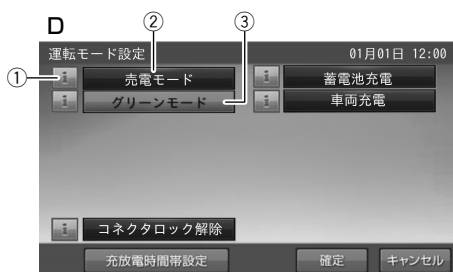 D
② ③
運転モード設定 01月01日 12:00
① i 売電モード i 蓄電池充電
i グリーンモード i 車両充電
i コネクタロック解除
充放電時間帯設定 確定 キャンセル